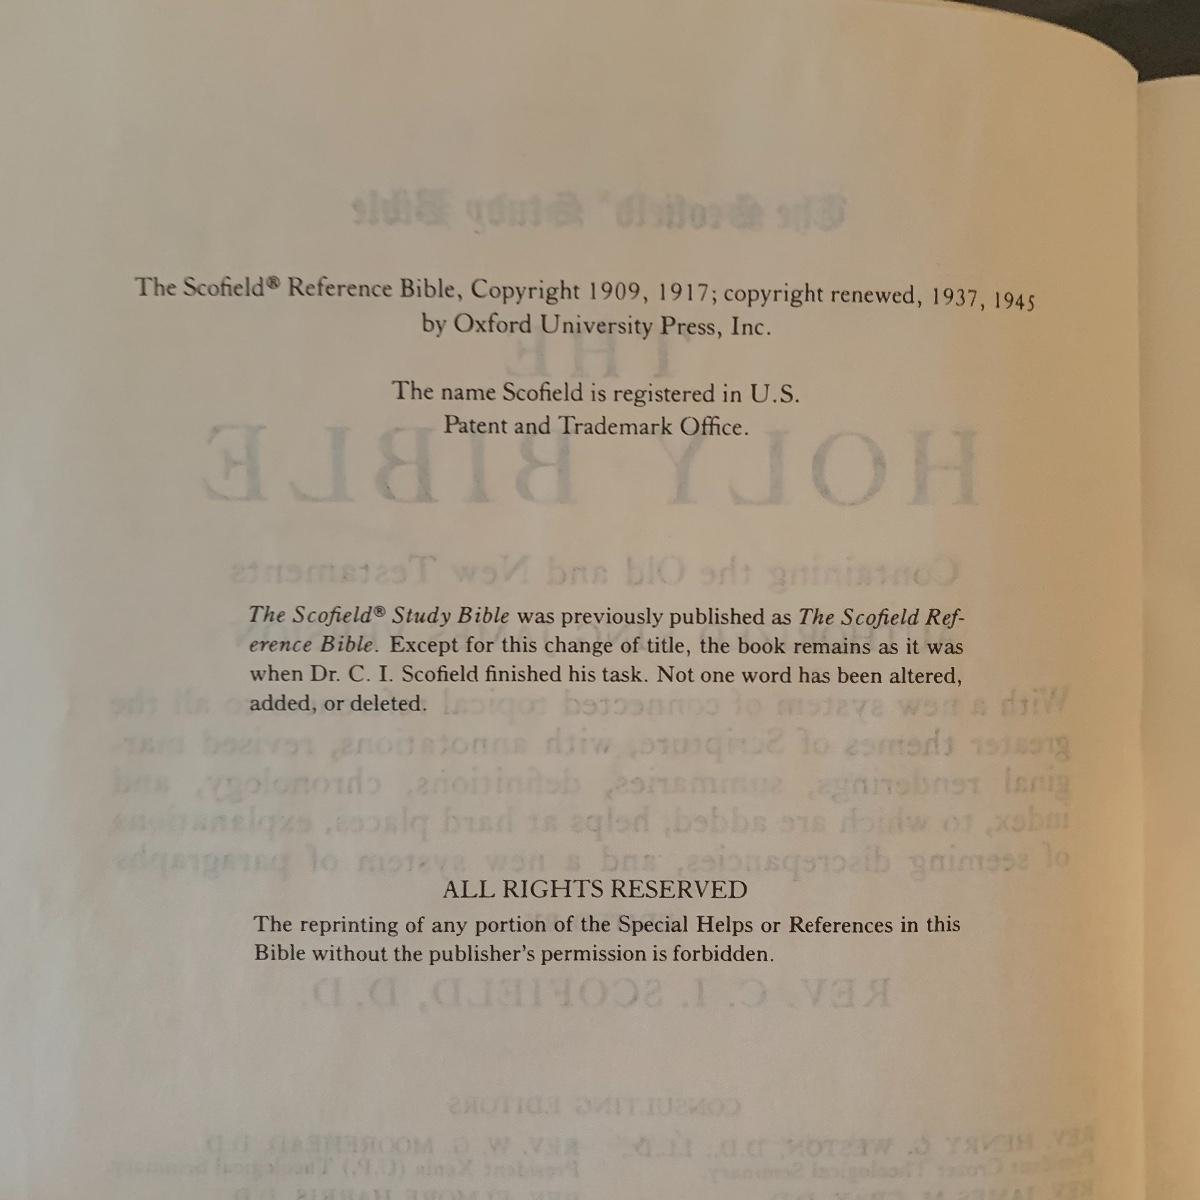 The Scofield® Reference Bible, Copyright 1909, 1917; copyright renewed, 1937, 1945
by Oxford University Press, Inc.
The name Scofield is registered in U.S.
Patent and Trademark Office.
The Scofield® Study Bible was previously published as The Scofield Ref-
erence Bible. Except for this change of title, the book remains as it was
when Dr. C. I. Scofield finished his task. Not one word has been altered,
added, or deleted.
ALL RIGHTS RESERVED
The reprinting of any portion of the Special Helps or References in this
Bible without the publisher's permission is forbidden.